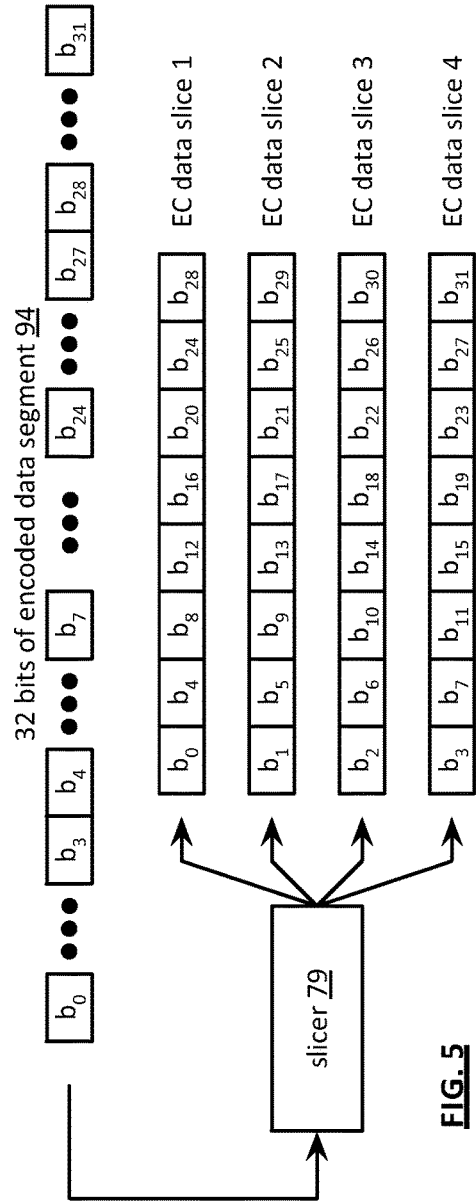 32 bits of encoded data segment 94
b0 ●●● b3 b4 ●●● b7 ●●● b24 ●●● b27 b28 ●●● b31
slicer 79
b0 b4 b8 b12 b16 b20 b24 b28 EC data slice 1
b1 b5 b9 b13 b17 b21 b25 b29 EC data slice 2
b2 b6 b10 b14 b18 b22 b26 b30 EC data slice 3
b3 b7 b11 b15 b19 b23 b27 b31 EC data slice 4
FIG. 5